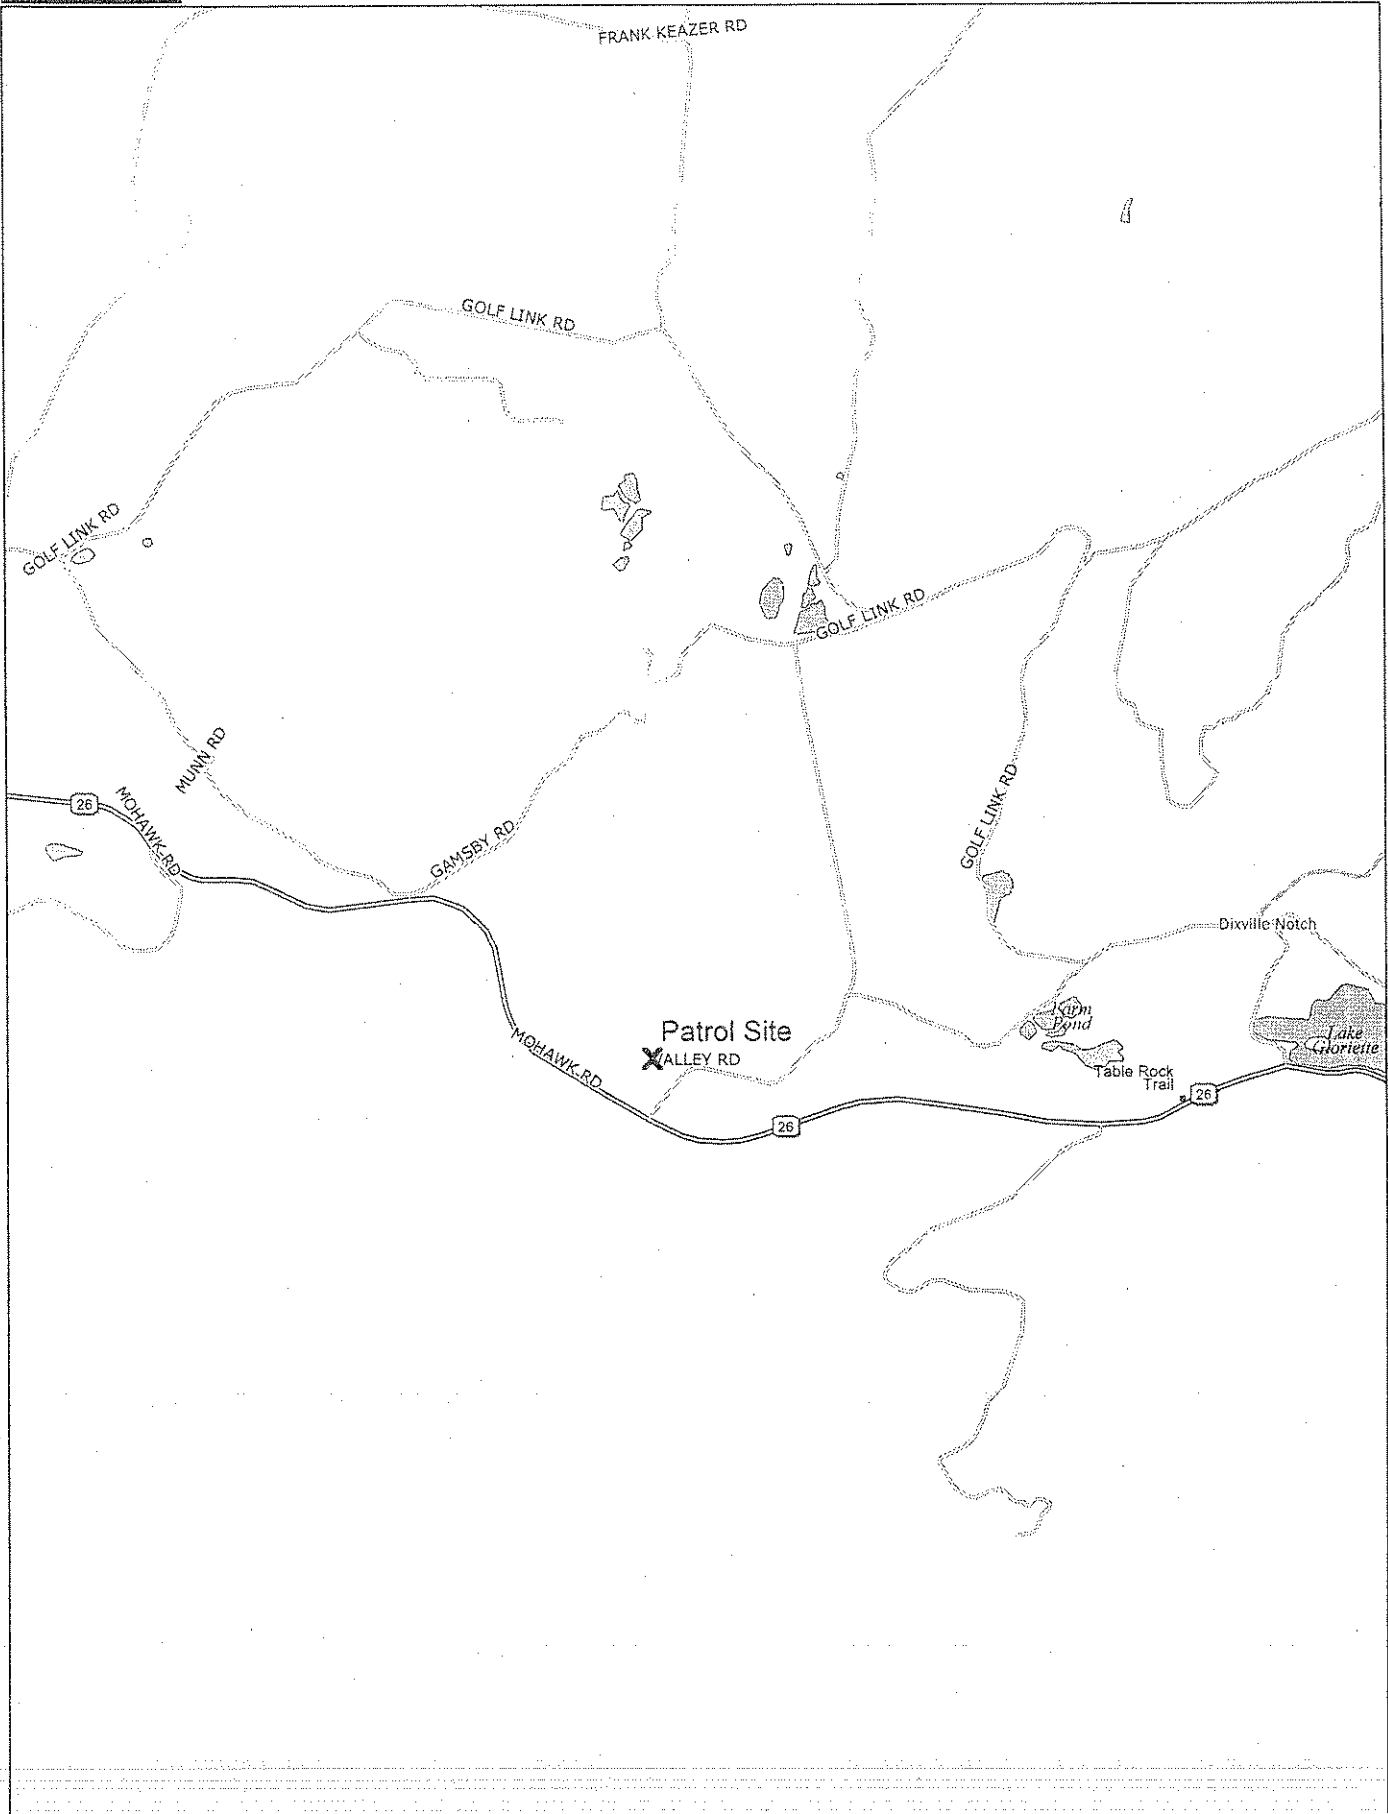 FRANK KEAZER RD
GOLF LINK RD
GOLF LINK RD
GOLF LINK RD
MUNN RD
26
MOHAWK RD
GOLF LINK RD
GAMSBY RD
Dixville Notch
Patrol Site
ALLEY RD
MOHAWK RD
Farm
Pond
Lake
Gloriette
Table Rock
Trail
26
26